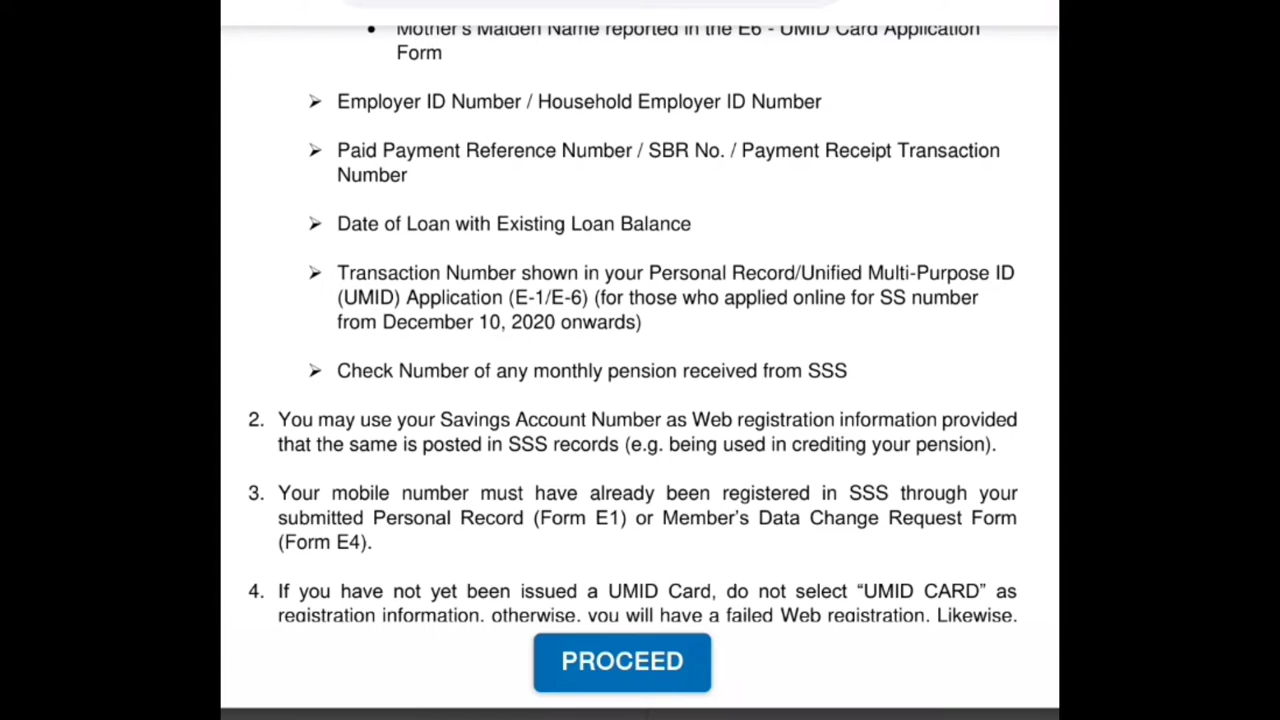 • Mother's Maiden Name reported in the E6 - UMID Card Application
Form
➢ Employer ID Number / Household Employer ID Number
➢ Paid Payment Reference Number / SBR No. / Payment Receipt Transaction
Number
➢ Date of Loan with Existing Loan Balance
➢ Transaction Number shown in your Personal Record/Unified Multi-Purpose ID
(UMID) Application (E-1/E-6) (for those who applied online for SS number
from December 10, 2020 onwards)
➢ Check Number of any monthly pension received from SSS
2. You may use your Savings Account Number as Web registration information provided
that the same is posted in SSS records (e.g. being used in crediting your pension).
3. Your mobile number must have already been registered in SSS through your
submitted Personal Record (Form E1) or Member's Data Change Request Form
(Form E4).
4. If you have not yet been issued a UMID Card, do not select “UMID CARD” as
registration information, otherwise, you will have a failed Web registration. Likewise,
PROCEED